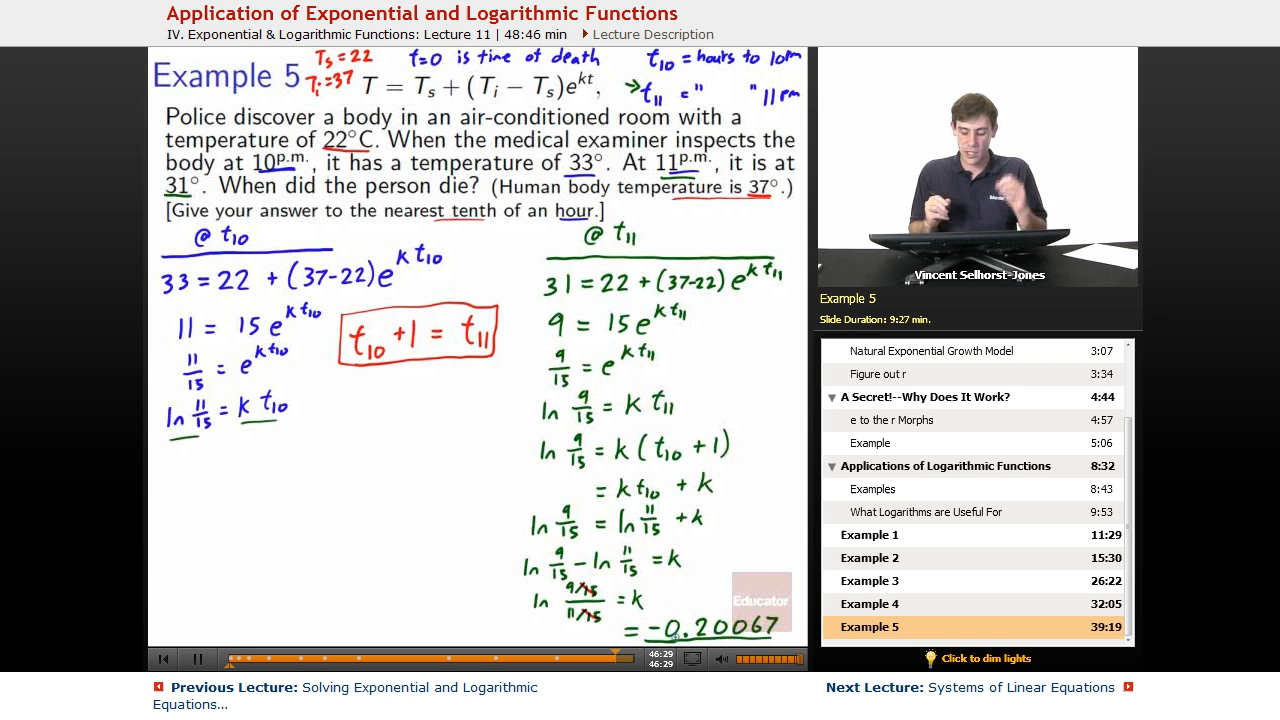 Application of Exponential and Logarithmic Functions
IV. Exponential & Logarithmic Functions: Lecture 11 | 48:46 min
Lecture Description
Ts = 22
t=0 is time of death
t10 = hours to 10pm
Example 5
Ti = 37
T = Ts + (Ti − Ts)e^kt,
→ t11 = " " 11pm
Police discover a body in an air-conditioned room with a
temperature of 22°C. When the medical examiner inspects the
body at 10p.m., it has a temperature of 33°. At 11p.m., it is at
31°. When did the person die? (Human body temperature is 37°.)
[Give your answer to the nearest tenth of an hour.]
@ t10
33 = 22 + (37-22)e^k t10
11 = 15 e^k t10
11/15 = e^k t10
ln 11/15 = k t10
t10 + 1 = t11
@ t11
31 = 22 + (37-22) e^k t11
9 = 15 e^k t11
9/15 = e^k t11
ln 9/15 = k t11
ln 9/15 = k (t10 + 1)
= k t10 + k
ln 9/15 = ln 11/15 + k
ln 9/15 − ln 11/15 = k
ln 9/15 / 11/15 = k
= −0.20067
Educator
46:29
46:29
Vincent Selhorst-Jones
Example 5
Slide Duration: 9:27 min.
Natural Exponential Growth Model 3:07
Figure out r 3:34
A Secret!--Why Does It Work? 4:44
e to the r Morphs 4:57
Example 5:06
Applications of Logarithmic Functions 8:32
Examples 8:43
What Logarithms are Useful For 9:53
Example 1 11:29
Example 2 15:30
Example 3 26:22
Example 4 32:05
Example 5 39:19
Click to dim lights
Previous Lecture: Solving Exponential and Logarithmic
Equations...
Next Lecture: Systems of Linear Equations